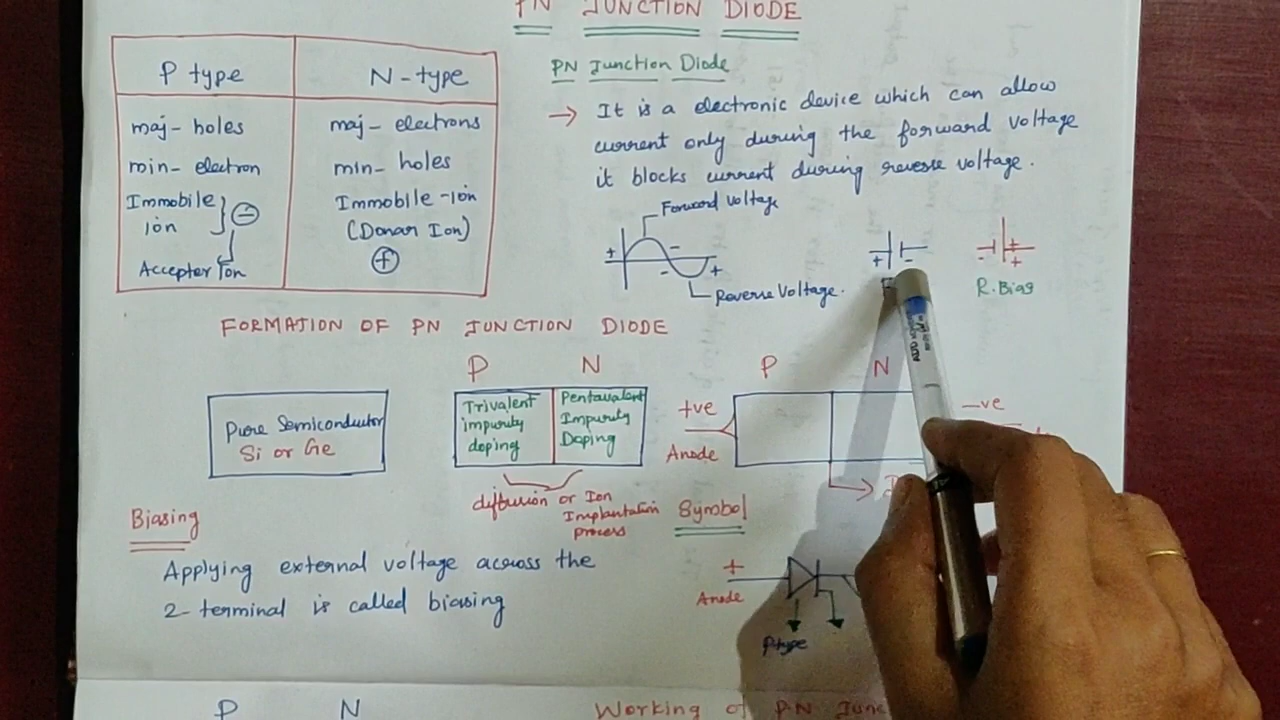 PN JUNCTION DIODE
P type
N-type
maj- holes
maj- electrons
min- electron
min- holes
Immobile
ion
-
Immobile -ion
(Donar Ion)
+
Accepter Ion
PN Junction Diode
→ It is a electronic device which can allow
current only during the forward voltage
it blocks current during reverse voltage.
Forward Voltage
+ -
- +
Reverse Voltage.
+ -
- +
+
R.Bias
FORMATION OF PN JUNCTION DIODE
Pure Semiconductor
Si or Ge
P N
Trivalent
impurity
doping
Pentavalent
Impurity
Doping
diffusion or Ion
Implantation
process
P N
+ve
Anode
-ve
Biasing
Applying external voltage across the
2-terminal is called biasing
Symbol
+
Anode
P-type
P N
Working of PN Junc